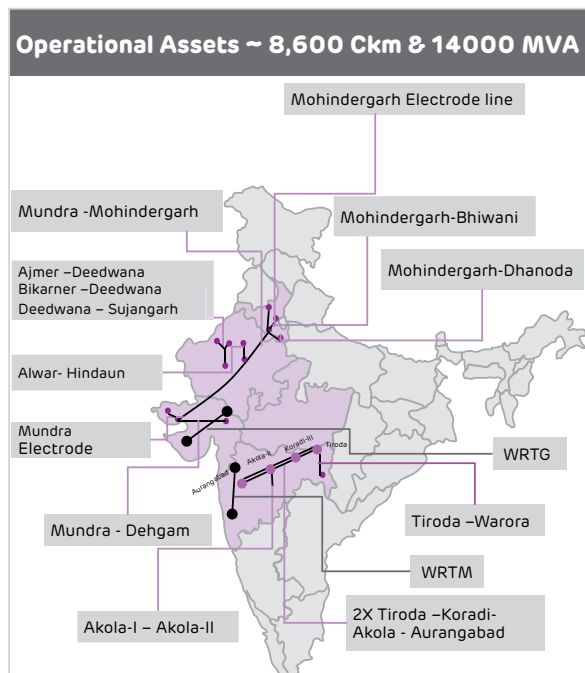 Operational Assets ~ 8,600 Ckm & 14000 MVA
Mohindergarh Electrode line
Mundra -Mohindergarh
Mohindergarh-Bhiwani
Ajmer –Deedwana
Bikarner –Deedwana
Deedwana – Sujangarh
Mohindergarh-Dhanoda
Alwar- Hindaun
Mundra
Electrode
WRTG
Aurangabad
Akola-II
Koradi-III
Tiroda
Mundra - Dehgam
Tiroda –Warora
WRTM
Akola-I – Akola-II
2X Tiroda –Koradi-
Akola - Aurangabad